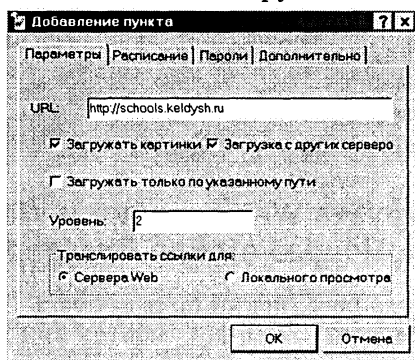 Добавление пункта
Параметры Расписание Пароли Дополнительно
URL: http://schools.keldysh.ru
Загружать картинки Загрузка с других серверо
Загружать только по указанному пути
Уровень: 2
Транслировать ссылки для:
Сервера Web Локального просмотра
OK Отмена